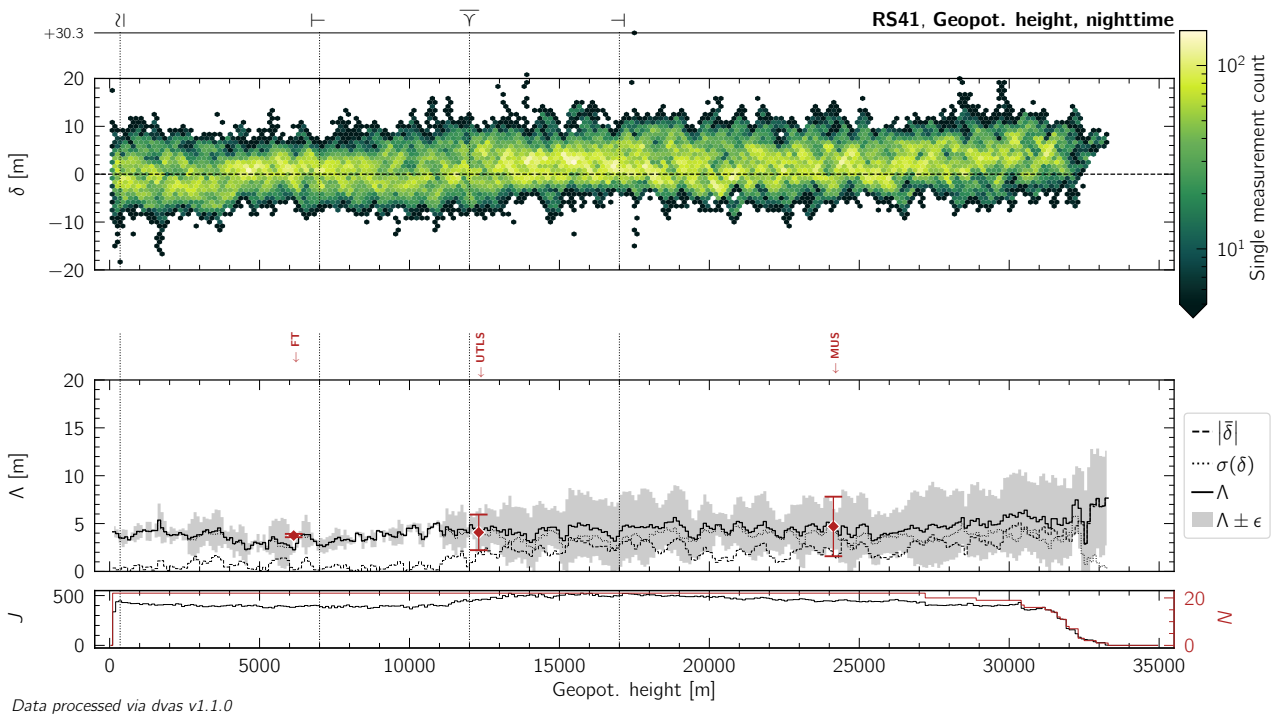 RS41, Geopot. height, nighttime
+30.3
20
10
0
−10
−20
δ [m]
10²
10¹
Single measurement count
FT
UTLS
MUS
20
15
10
5
0
Λ [m]
|δ̄|
σ(δ)
Λ
Λ ± ϵ
500
0
J
20
0
N
0 5000 10000 15000 20000 25000 30000 35000
Geopot. height [m]
Data processed via dvas v1.1.0